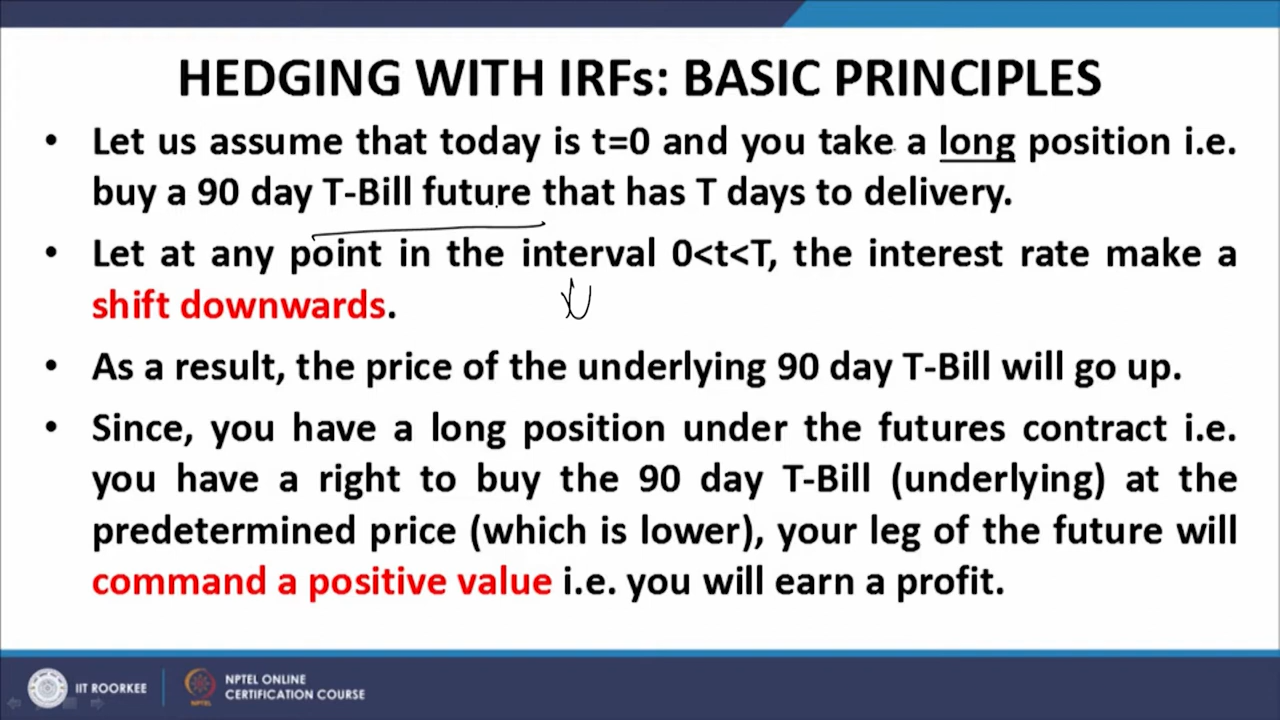 HEDGING WITH IRFs: BASIC PRINCIPLES
• Let us assume that today is t=0 and you take a long position i.e.
buy a 90 day T-Bill future that has T days to delivery.
• Let at any point in the interval 0<t<T, the interest rate make a
shift downwards.
• As a result, the price of the underlying 90 day T-Bill will go up.
• Since, you have a long position under the futures contract i.e.
you have a right to buy the 90 day T-Bill (underlying) at the
predetermined price (which is lower), your leg of the future will
command a positive value i.e. you will earn a profit.
IIT ROORKEE
NPTEL ONLINE
CERTIFICATION COURSE
NPTEL